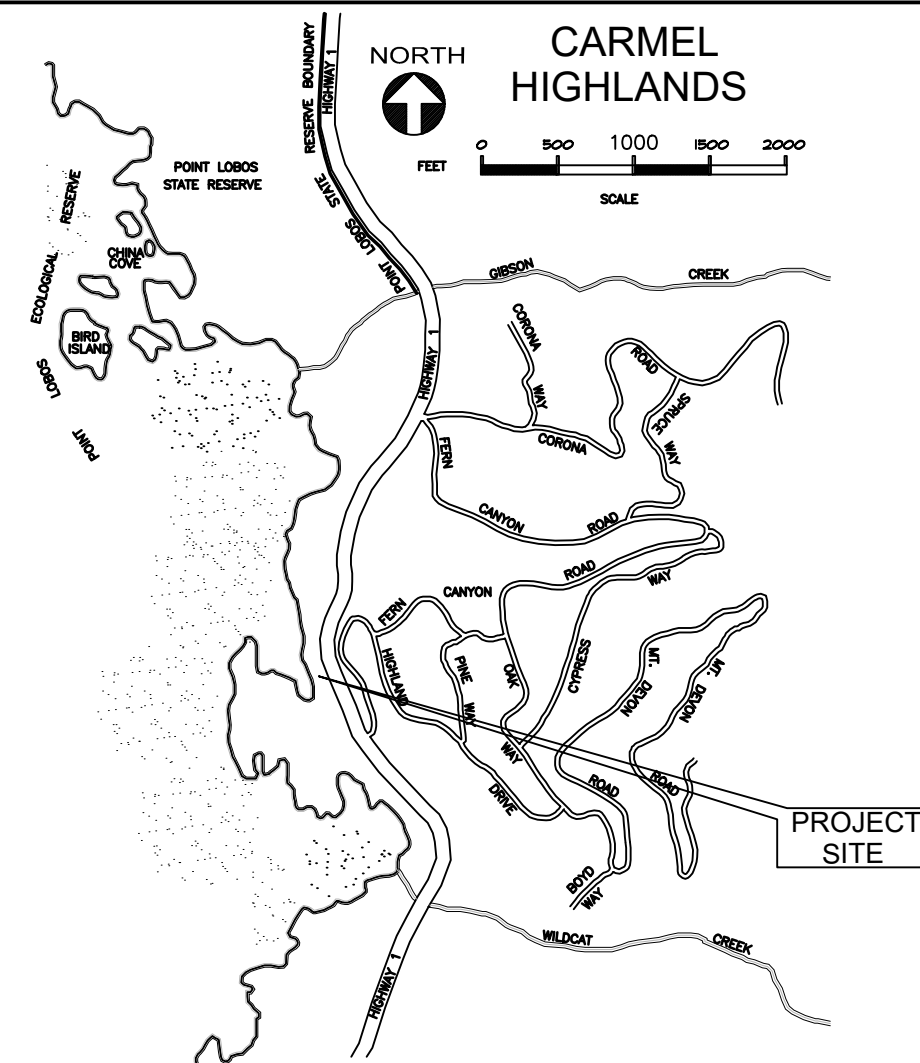 CARMEL
HIGHLANDS
NORTH
0 500 1000 1500 2000
FEET
SCALE
RESERVE BOUNDARY
HIGHWAY 1
POINT LOBOS STATE
POINT LOBOS
STATE RESERVE
ECOLOGICAL RESERVE
POINT LOBOS
CHINA
COVE
BIRD
ISLAND
GIBSON CREEK
CORONA WAY
HIGHWAY 1
CORONA ROAD
SPRUCE WAY
FERN CANYON ROAD
FERN CANYON ROAD
CYPRESS WAY
HIGHLAND DRIVE
PINE WAY
OAK WAY
MT. DEVON ROAD
MT. DEVON ROAD
BOYD
WAY
PROJECT
SITE
WILDCAT CREEK
HIGHWAY 1